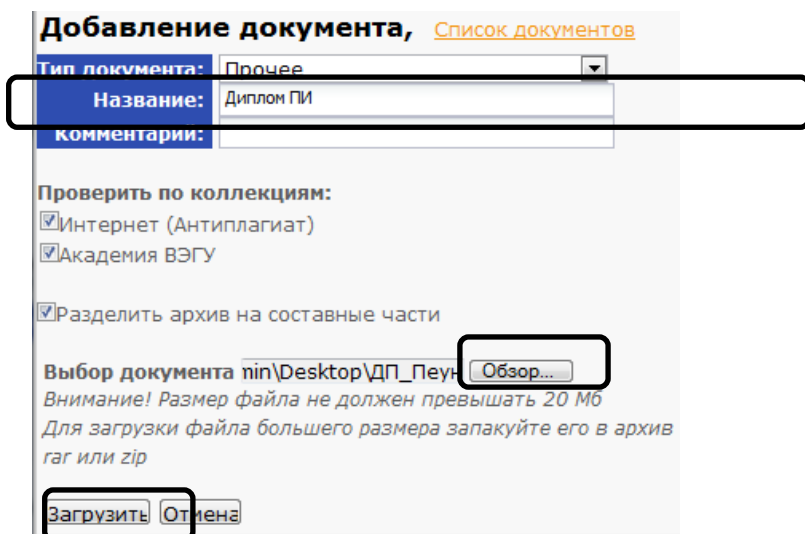 Добавление документа, Список документов
Тип документа: Прочее
Название: Диплом ПИ
Комментарий:
Проверить по коллекциям:
Интернет (Антиплагиат)
Академия ВЭГУ
Разделить архив на составные части
Выбор документа min\Desktop\ДП_Пеун Обзор...
Внимание! Размер файла не должен превышать 20 Мб
Для загрузки файла большего размера запакуйте его в архив
rar или zip
Загрузить Отмена